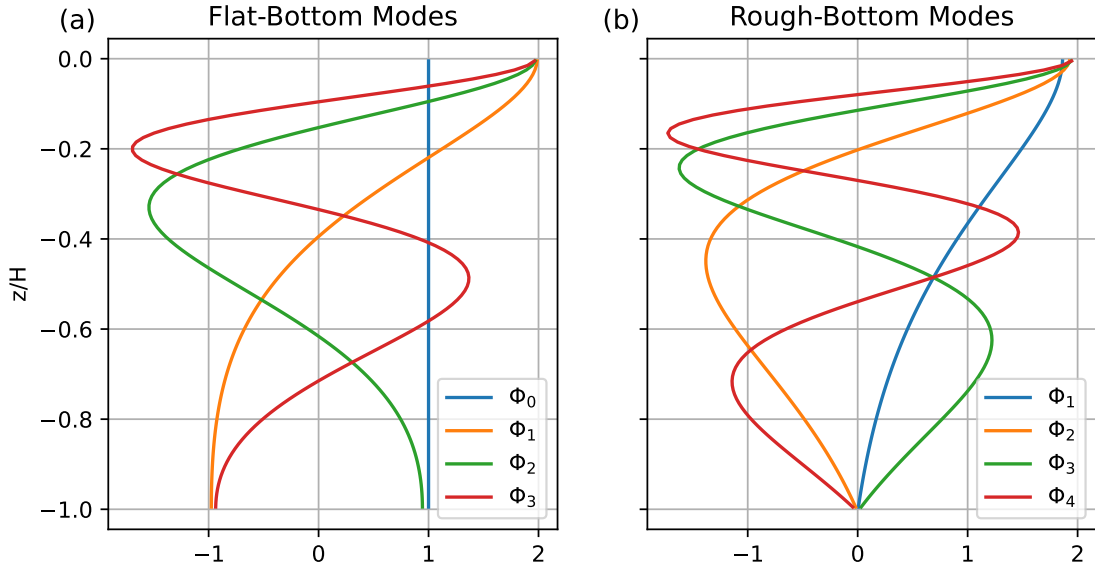 (a) Flat-Bottom Modes
z/H
0.0
−0.2
−0.4
−0.6
−0.8
−1.0
−1 0 1 2
Φ₀
Φ₁
Φ₂
Φ₃
(b) Rough-Bottom Modes
−1 0 1 2
Φ₁
Φ₂
Φ₃
Φ₄